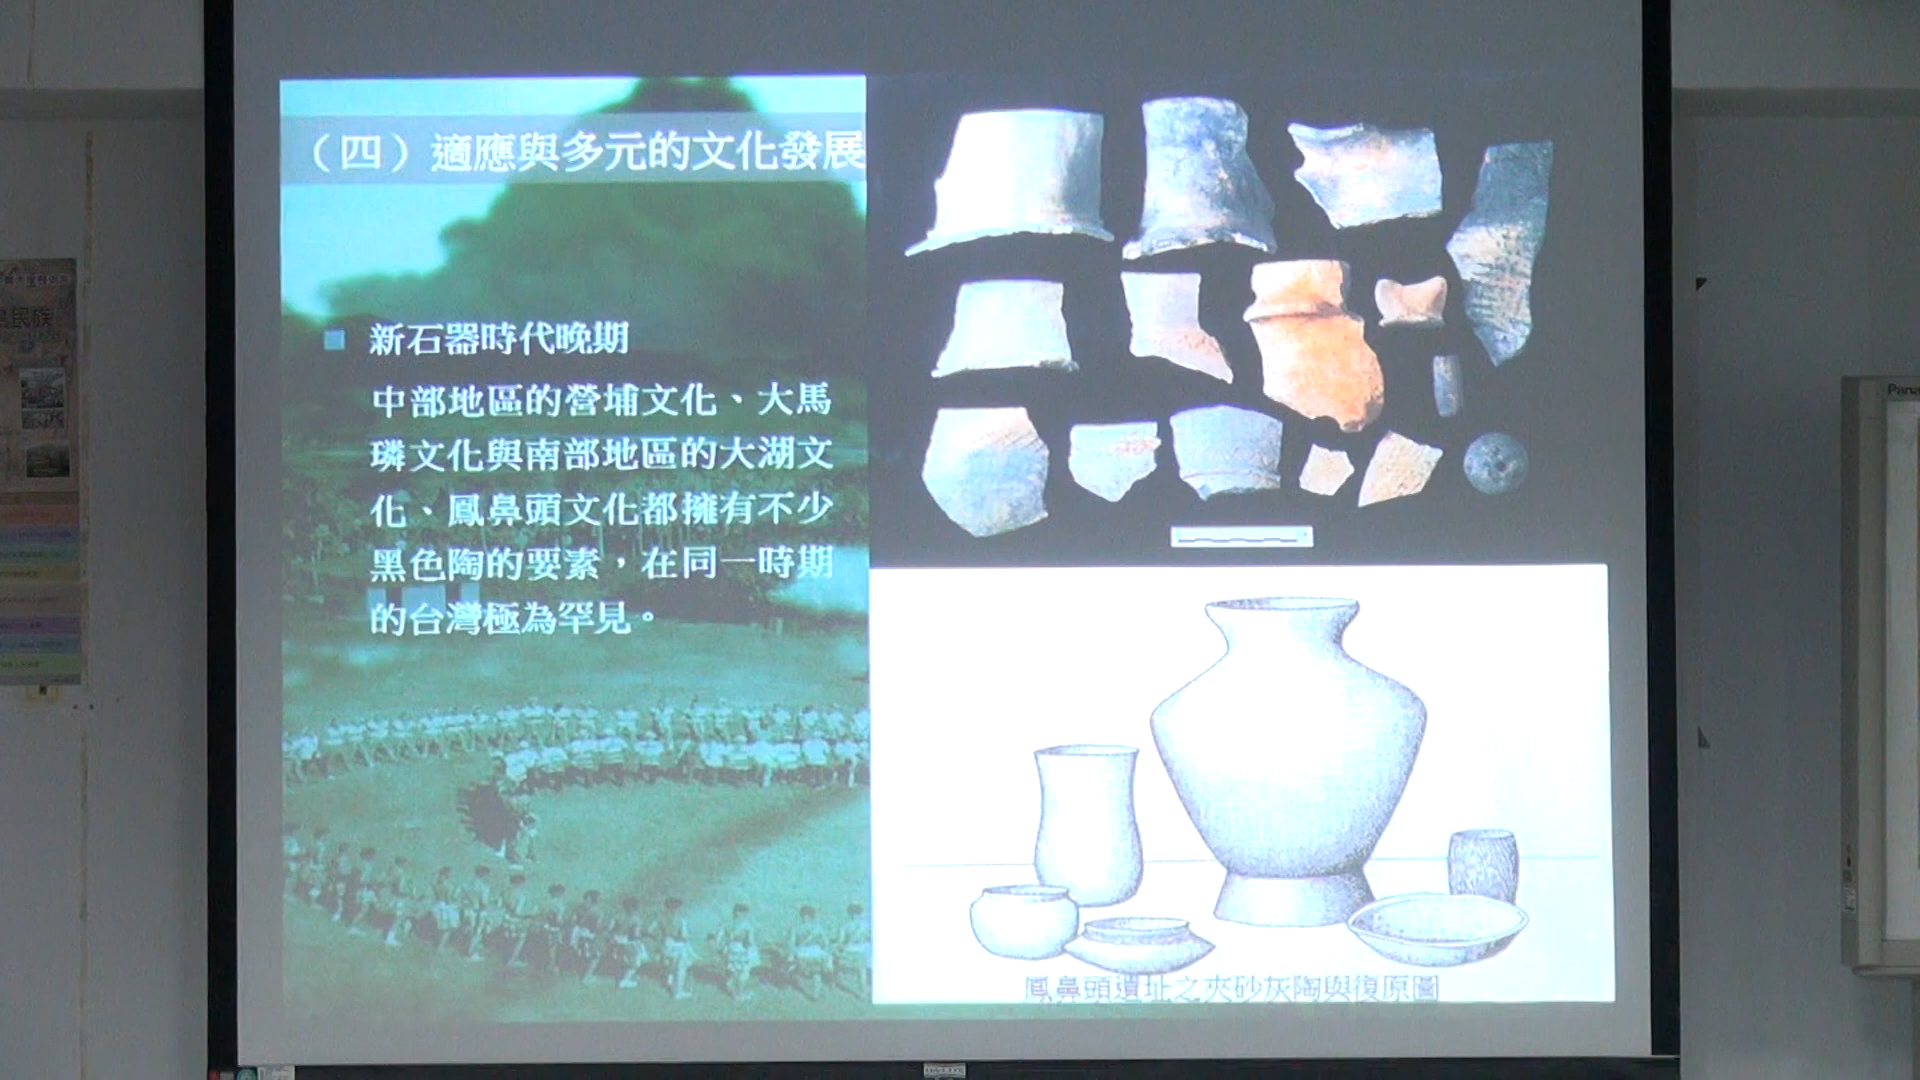 （四）適應與多元的文化發展
新石器時代晚期
中部地區的營埔文化、大馬
璘文化與南部地區的大湖文
化、鳳鼻頭文化都擁有不少
黑色陶的要素，在同一時期
的台灣極為罕見。
鳳鼻頭遺址之夾砂灰陶與復原圖
民族
Pana